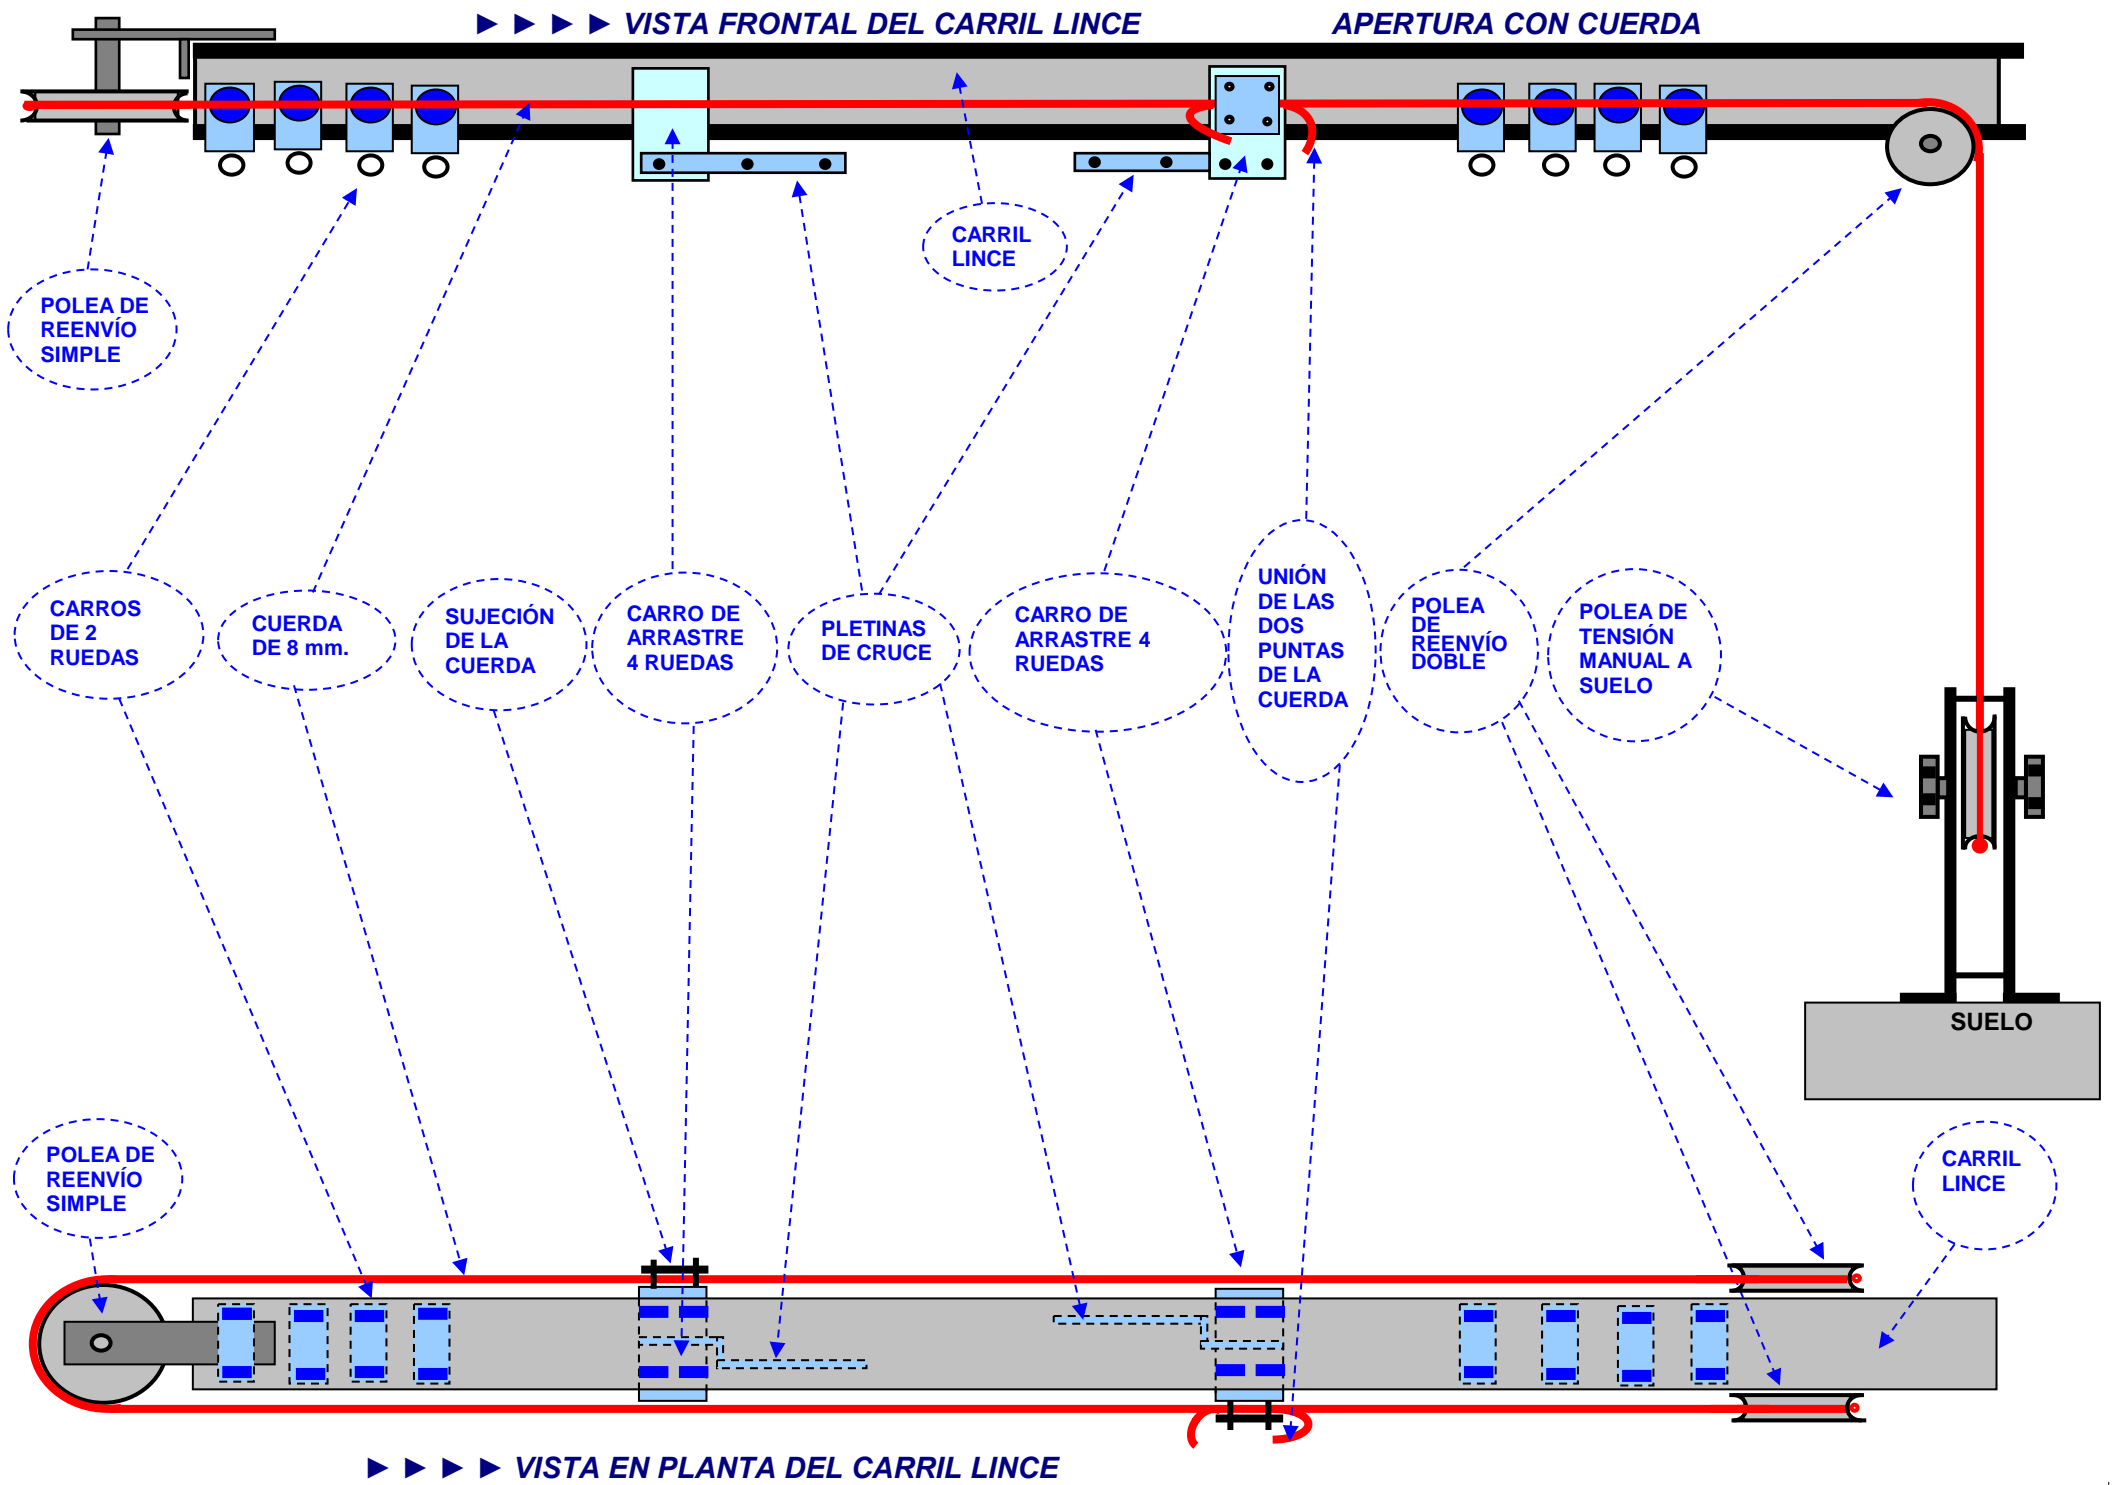 ► ► ► ► VISTA FRONTAL DEL CARRIL LINCE
APERTURA CON CUERDA
CARRIL
LINCE
POLEA DE
REENVÍO
SIMPLE
CARROS
DE 2
RUEDAS
CUERDA
DE 8 mm.
SUJECIÓN
DE LA
CUERDA
CARRO DE
ARRASTRE
4 RUEDAS
PLETINAS
DE CRUCE
CARRO DE
ARRASTRE 4
RUEDAS
UNIÓN
DE LAS
DOS
PUNTAS
DE LA
CUERDA
POLEA
DE
REENVÍO
DOBLE
POLEA DE
TENSIÓN
MANUAL A
SUELO
SUELO
POLEA DE
REENVÍO
SIMPLE
CARRIL
LINCE
► ► ► ► VISTA EN PLANTA DEL CARRIL LINCE